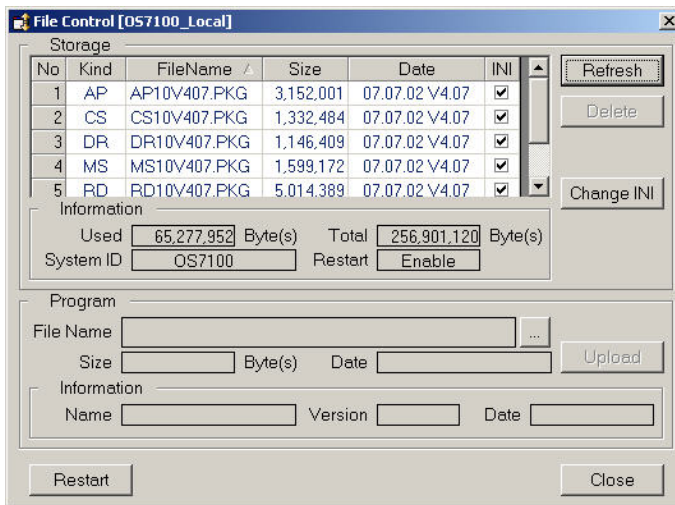 File Control [OS7100_Local]
Storage
No Kind FileName Size Date INI
1 AP AP10V407.PKG 3,152,001 07.07.02 V4.07
2 CS CS10V407.PKG 1,332,484 07.07.02 V4.07
3 DR DR10V407.PKG 1,146,409 07.07.02 V4.07
4 MS MS10V407.PKG 1,599,172 07.07.02 V4.07
5 RD RD10V407.PKG 5,014,389 07.07.02 V4.07
Refresh
Delete
Change INI
Information
Used 65,277,952 Byte(s) Total 256,901,120 Byte(s)
System ID OS7100 Restart Enable
Program
File Name ...
Size Byte(s) Date
Upload
Information
Name Version Date
Restart Close